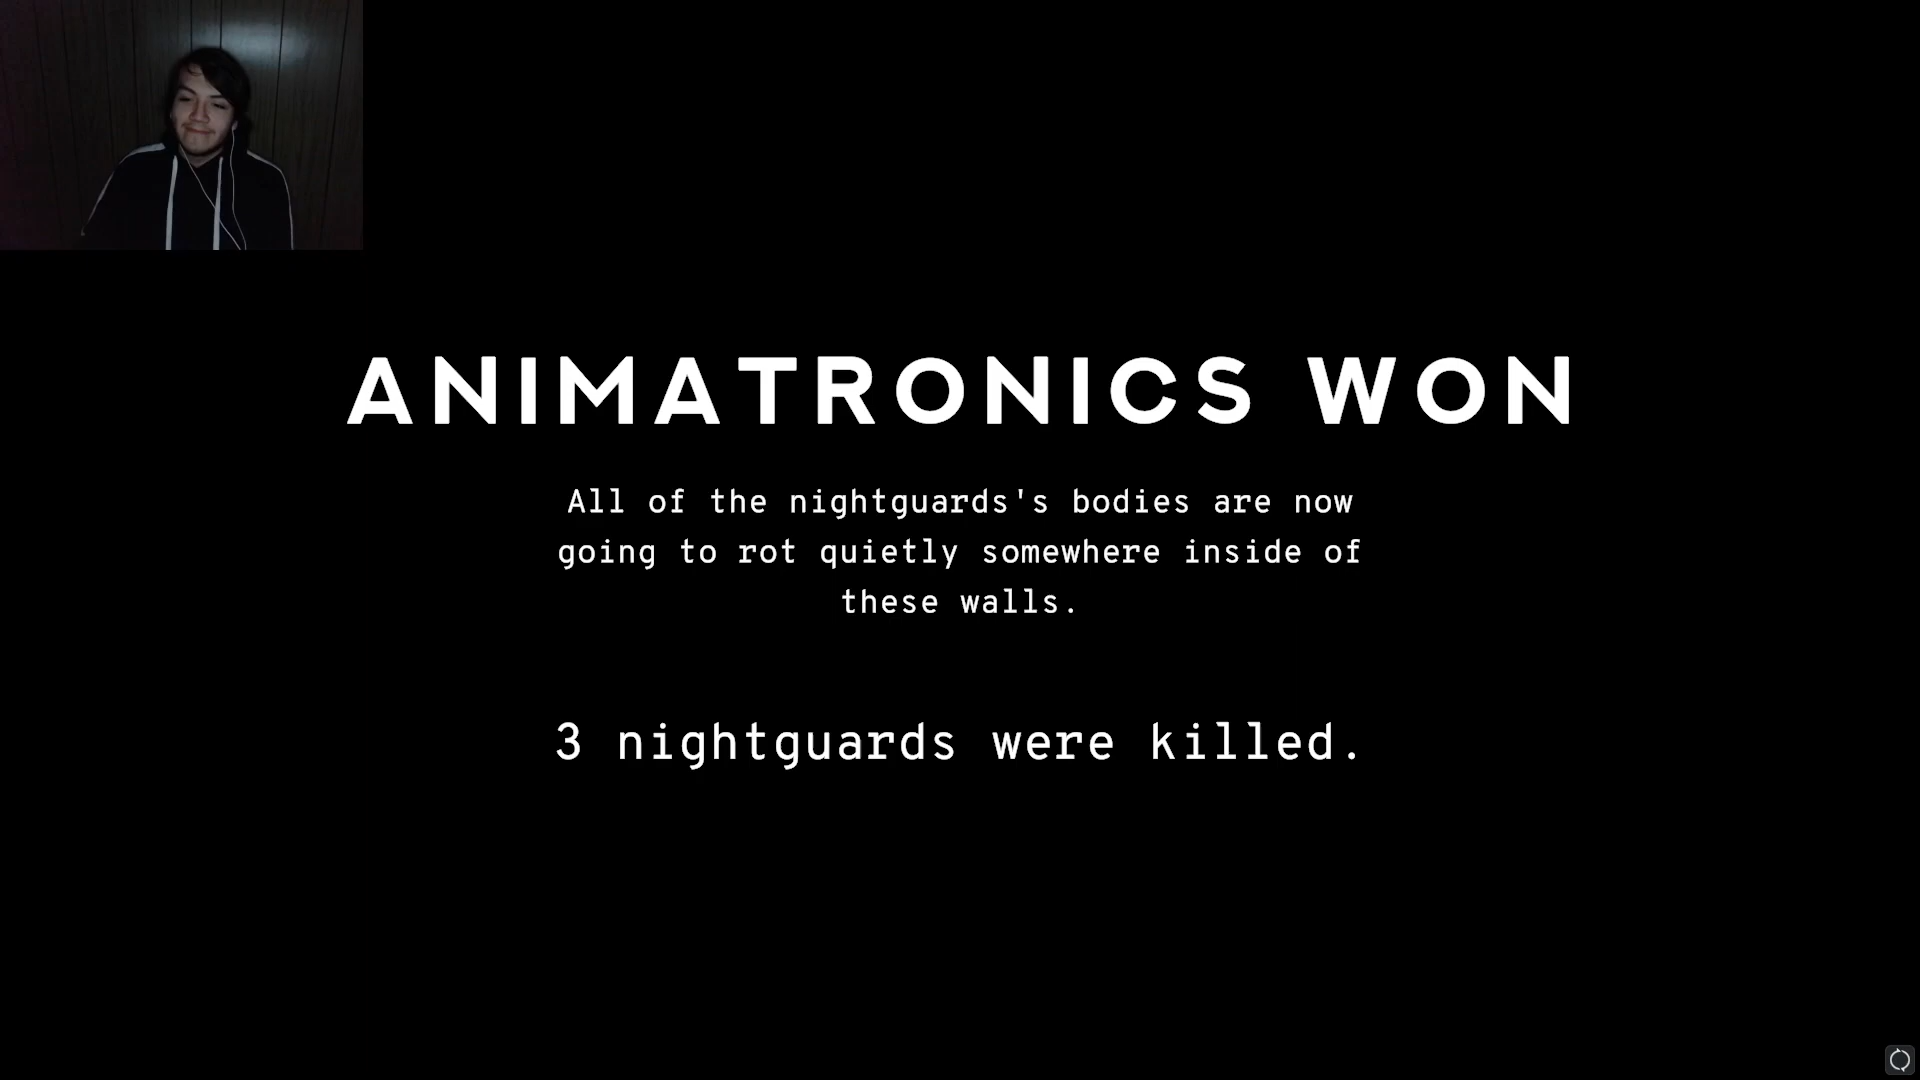 ANIMATRONICS WON
All of the nightguards's bodies are now
going to rot quietly somewhere inside of
these walls.
3 nightguards were killed.